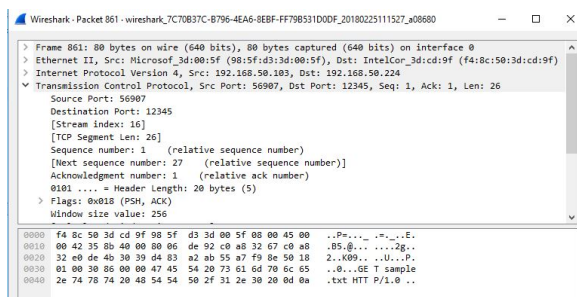 Wireshark · Packet 861 · wireshark_7C70B37C-B796-4EA6-8EBF-FF79B531D0DF_20180225111527_a08680
> Frame 861: 80 bytes on wire (640 bits), 80 bytes captured (640 bits) on interface 0
> Ethernet II, Src: Microsof_3d:00:5f (98:5f:d3:3d:00:5f), Dst: IntelCor_3d:cd:9f (f4:8c:50:3d:cd:9f)
> Internet Protocol Version 4, Src: 192.168.50.103, Dst: 192.168.50.224
Transmission Control Protocol, Src Port: 56907, Dst Port: 12345, Seq: 1, Ack: 1, Len: 26
Source Port: 56907
Destination Port: 12345
[Stream index: 16]
[TCP Segment Len: 26]
Sequence number: 1 (relative sequence number)
[Next sequence number: 27 (relative sequence number)]
Acknowledgment number: 1 (relative ack number)
0101 .... = Header Length: 20 bytes (5)
> Flags: 0x018 (PSH, ACK)
Window size value: 256
0000 f4 8c 50 3d cd 9f 98 5f d3 3d 00 5f 08 00 45 00 ..P=..._ .=._..E.
0010 00 42 35 8b 40 00 80 06 de 92 c0 a8 32 67 c0 a8 .B5.@... ....2g..
0020 32 e0 de 4b 30 39 d4 83 a2 ab 55 a7 f9 8e 50 18 2..K09.. ..U...P.
0030 01 00 30 86 00 00 47 45 54 20 73 61 6d 70 6c 65 ..0...GE T sample
0040 2e 74 78 74 20 48 54 54 50 2f 31 2e 30 20 0d 0a .txt HTT P/1.0 ..